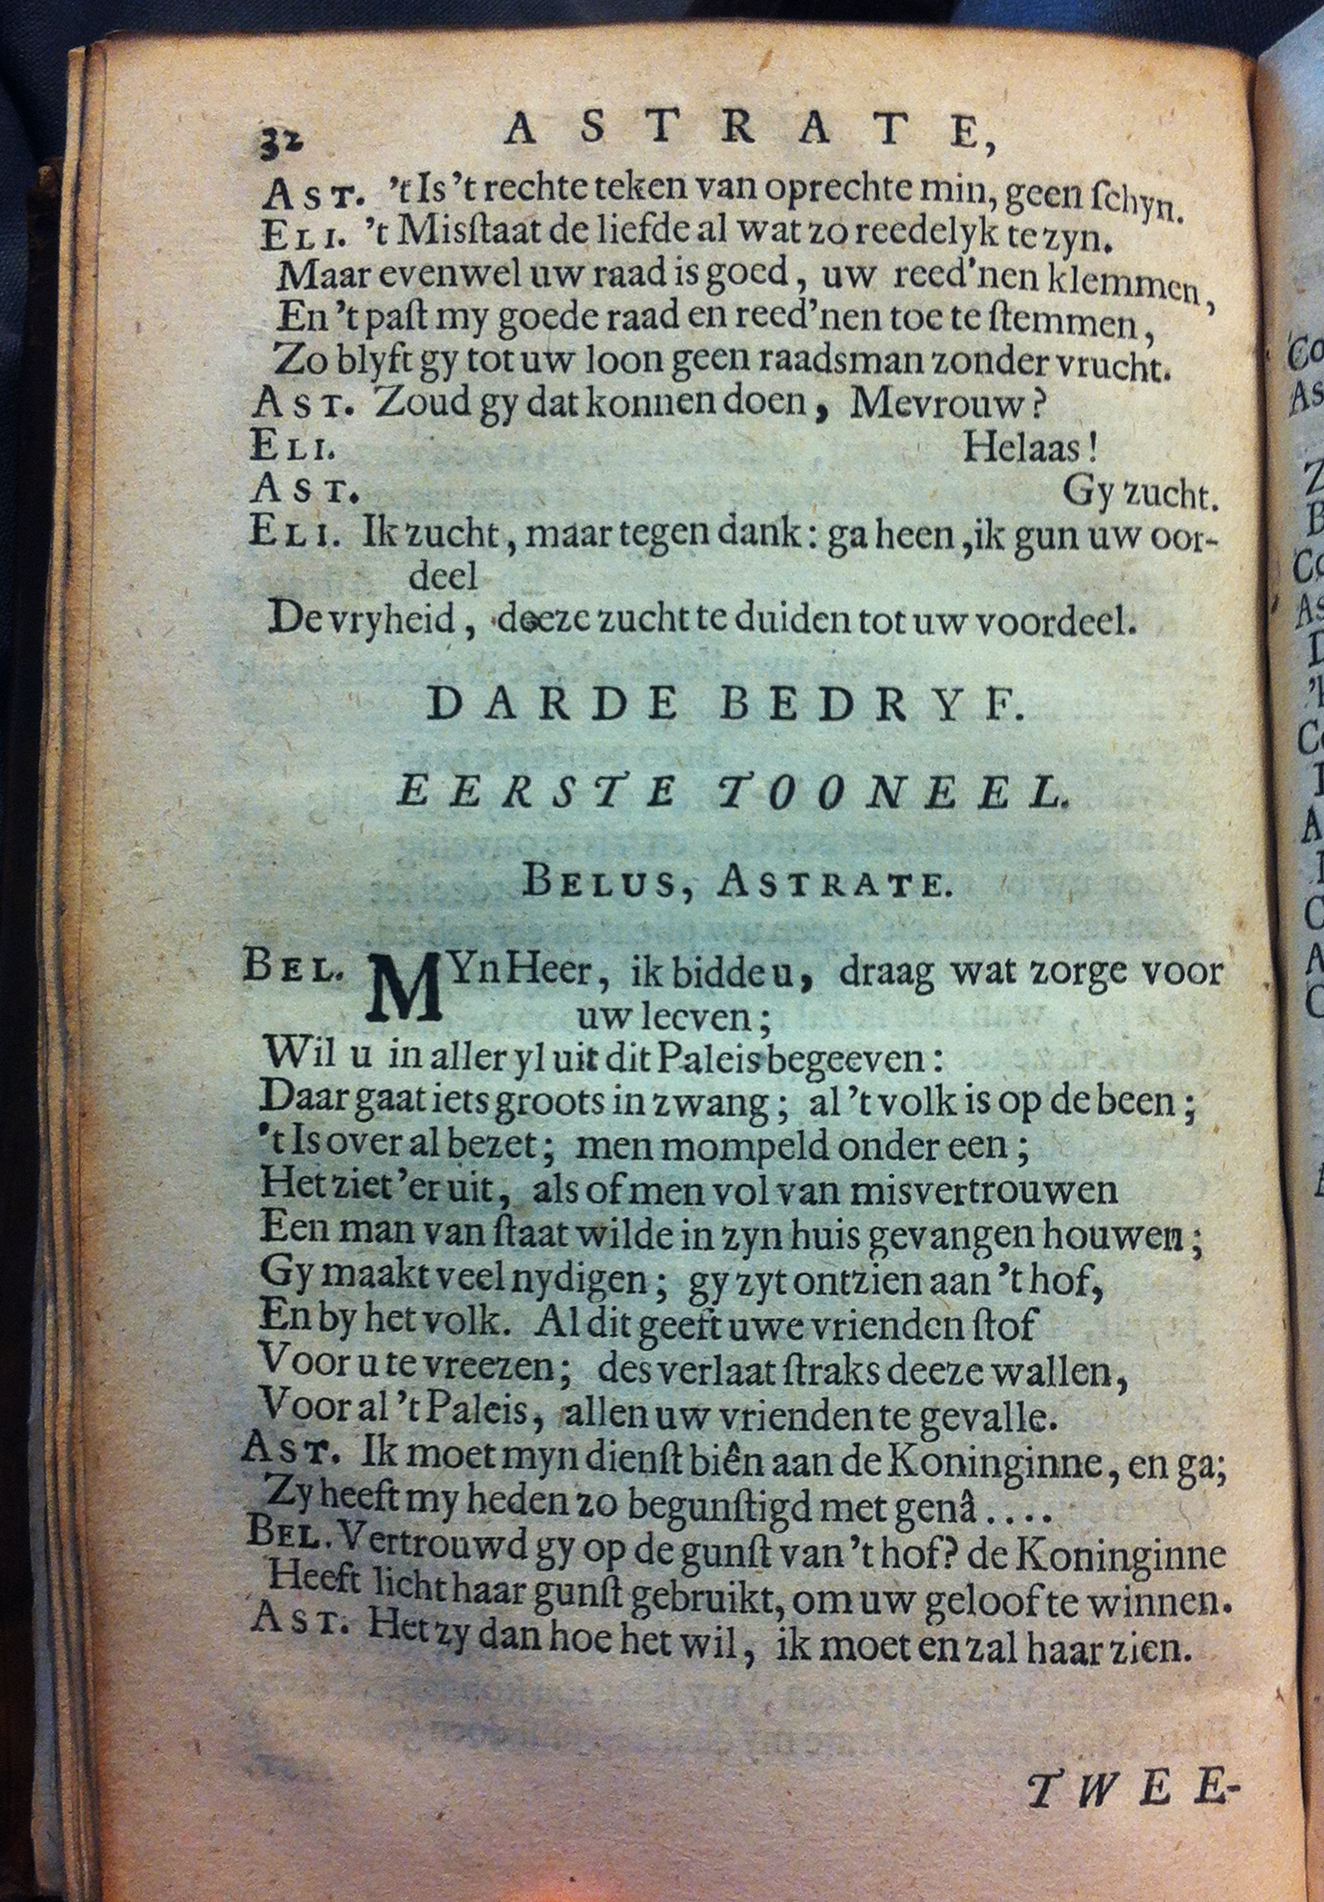 32 ASTRATE,
AST. 't Is 't rechte teken van oprechte min, geen ſchyn.
ELI. 't Misſtaat de liefde al wat zo reedelyk te zyn.
Maar evenwel uw raad is goed, uw reed'nen klemmen,
En 't paſt my goede raad en reed'nen toe te ſtemmen,
Zo blyft gy tot uw loon geen raadsman zonder vrucht.
AST. Zoud gy dat konnen doen, Mevrouw?
ELI. Helaas!
AST. Gy zucht.
ELI. Ik zucht, maar tegen dank: ga heen, ik gun uw oor-
deel
De vryheid, deeze zucht te duiden tot uw voordeel.
DARDE BEDRYF.
EERSTE TOONEEL.
BELUS, ASTRATE.
BEL. MYn Heer, ik bidde u, draag wat zorge voor
uw leeven;
Wil u in aller yl uit dit Paleis begeeven:
Daar gaat iets groots in zwang; al 't volk is op de been;
't Is over al bezet; men mompeld onder een;
Het ziet 'er uit, als of men vol van misvertrouwen
Een man van ſtaat wilde in zyn huis gevangen houwen;
Gy maakt veel nydigen; gy zyt ontzien aan 't hof,
En by het volk. Al dit geeft uwe vrienden ſtof
Voor u te vreezen; des verlaat ſtraks deeze wallen,
Voor al 't Paleis, allen uw vrienden te gevalle.
AST. Ik moet myn dienſt biên aan de Koninginne, en ga;
Zy heeft my heden zo begunſtigd met genâ....
BEL. Vertrouwd gy op de gunſt van 't hof? de Koninginne
Heeft licht haar gunſt gebruikt, om uw geloof te winnen.
AST. Het zy dan hoe het wil, ik moet en zal haar zien.
TWEE-